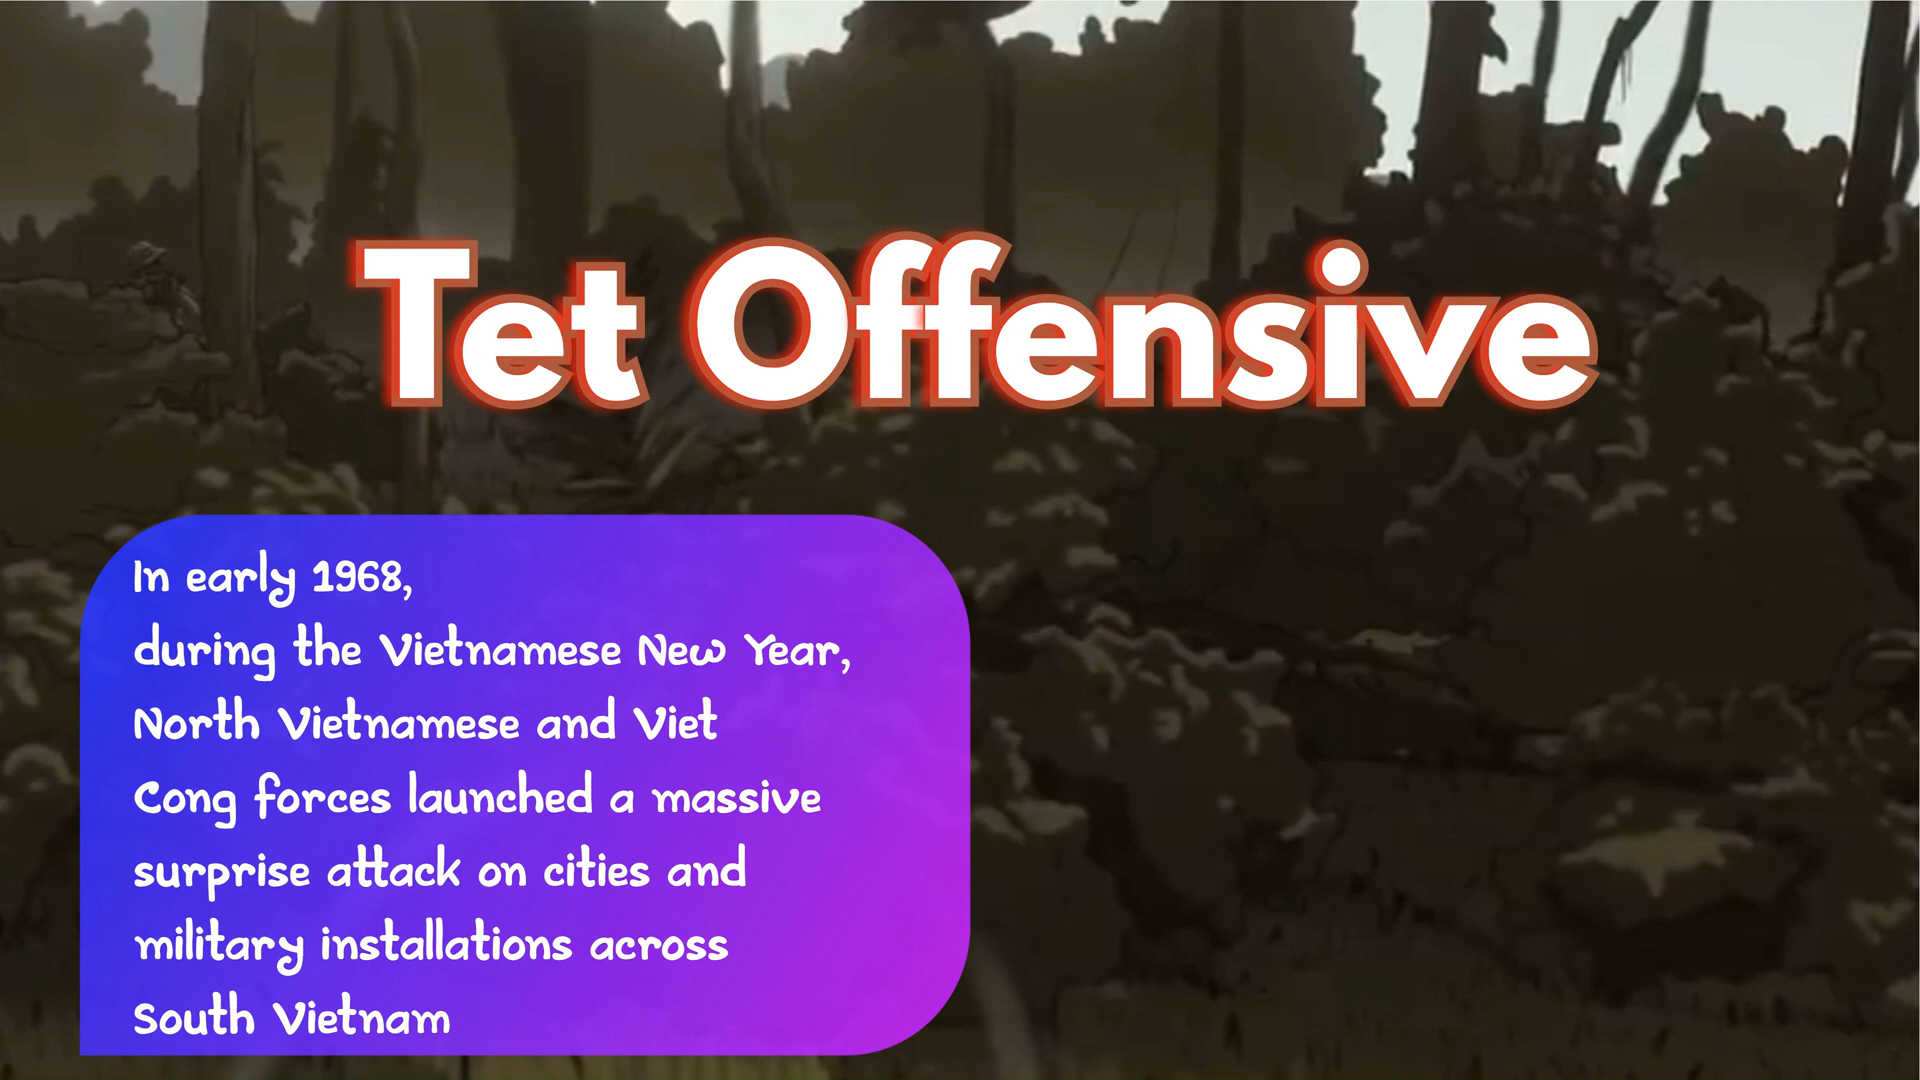 Tet Offensive
In early 1968,
during the Vietnamese New Year,
North Vietnamese and Viet
Cong forces launched a massive
surprise attack on cities and
military installations across
South Vietnam